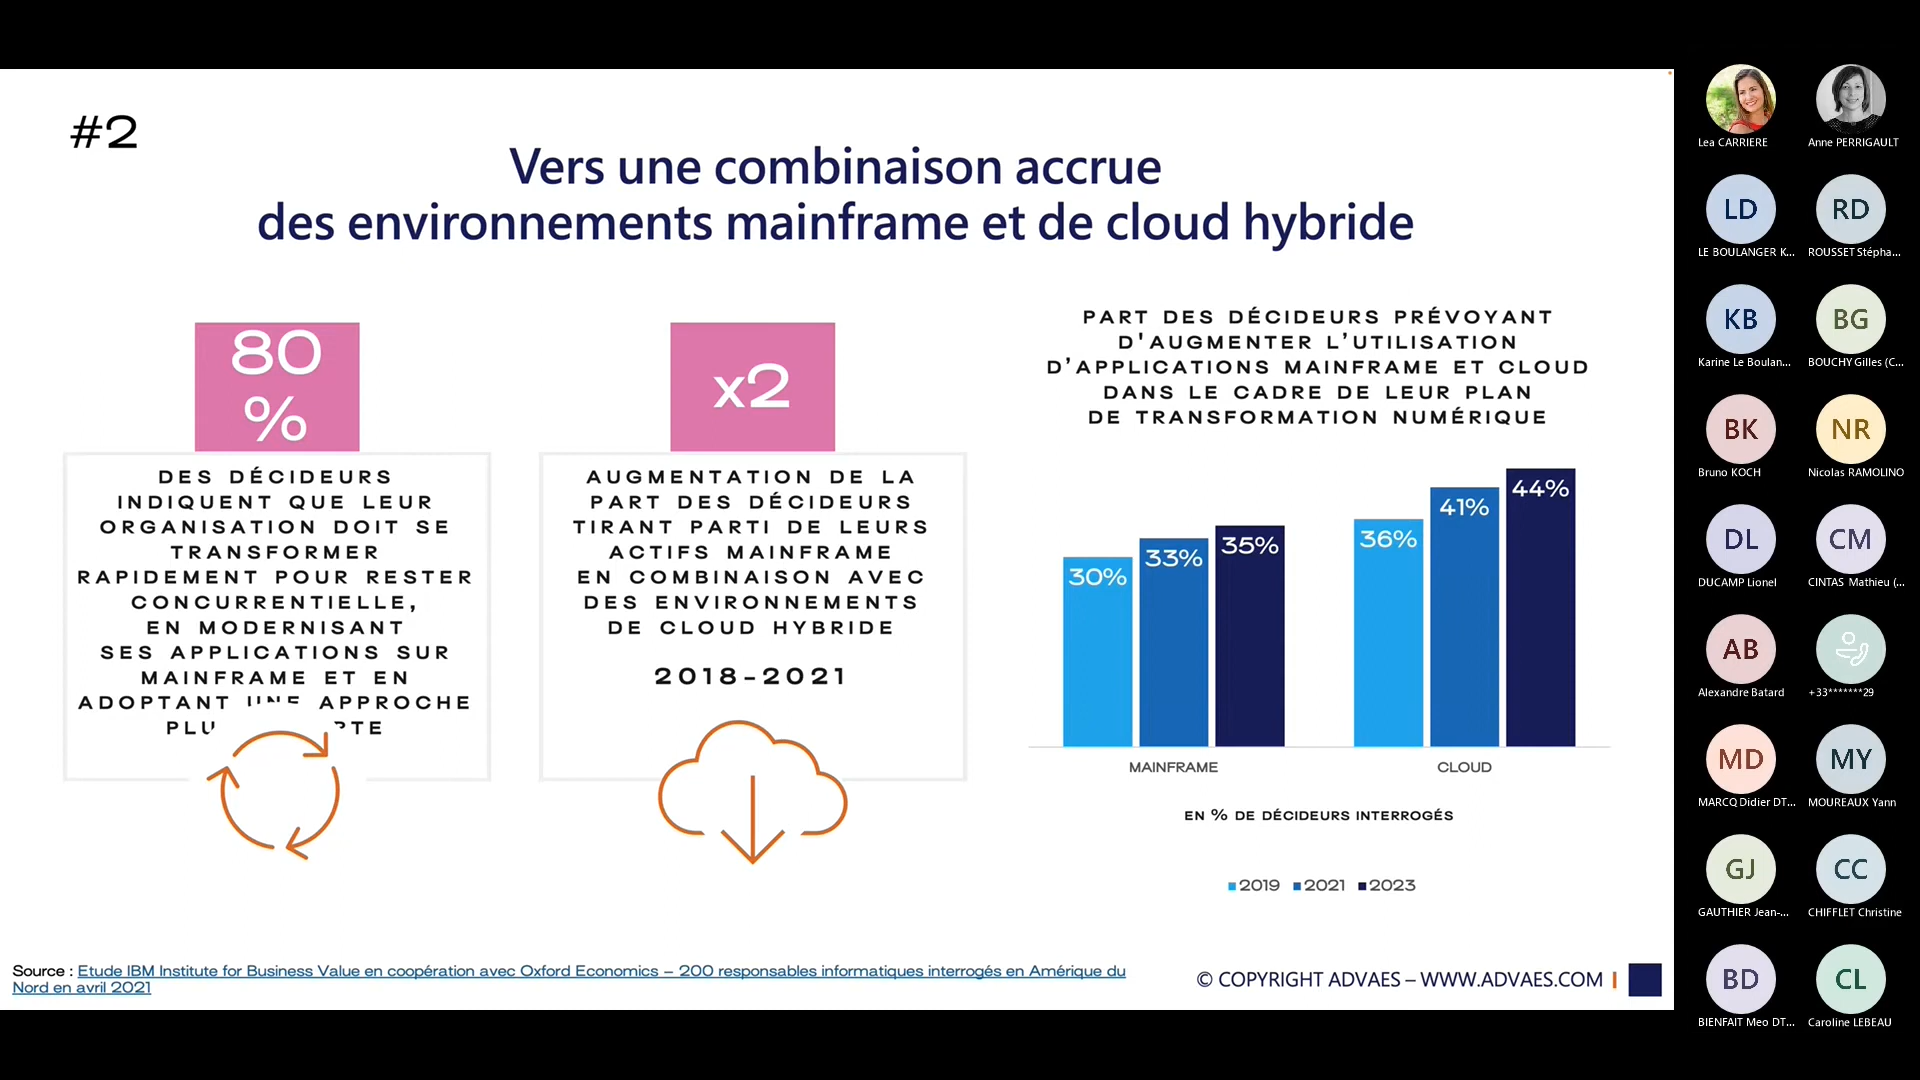 #2
Vers une combinaison accrue
des environnements mainframe et de cloud hybride
80
%
DES DÉCIDEURS
INDIQUENT QUE LEUR
ORGANISATION DOIT SE
TRANSFORMER
RAPIDEMENT POUR RESTER
CONCURRENTIELLE,
EN MODERNISANT
SES APPLICATIONS SUR
MAINFRAME ET EN
ADOPTANT UNE APPROCHE
x2
AUGMENTATION DE LA
PART DES DÉCIDEURS
TIRANT PARTI DE LEURS
ACTIFS MAINFRAME
EN COMBINAISON AVEC
DES ENVIRONNEMENTS
DE CLOUD HYBRIDE
2018-2021
PART DES DÉCIDEURS PRÉVOYANT
D'AUGMENTER L’UTILISATION
D’APPLICATIONS MAINFRAME ET CLOUD
DANS LE CADRE DE LEUR PLAN
DE TRANSFORMATION NUMÉRIQUE
30%
33%
35%
36%
41%
44%
MAINFRAME
CLOUD
EN % DE DÉCIDEURS INTERROGÉS
2019 2021 2023
Source : Etude IBM Institute for Business Value en coopération avec Oxford Economics – 200 responsables informatiques interrogés en Amérique du
Nord en avril 2021
© COPYRIGHT ADVAES – WWW.ADVAES.COM
Lea CARRIERE
Anne PERRIGAULT
LD
RD
LE BOULANGER K...
ROUSSET Stépha...
KB
BG
Karine Le Boulan...
BOUCHY Gilles (C...
BK
NR
Bruno KOCH
Nicolas RAMOLINO
DL
CM
DUCAMP Lionel
CINTAS Mathieu (...
AB
Alexandre Batard
+33*******29
MD
MY
MARCQ Didier DT...
MOUREAUX Yann
GJ
CC
GAUTHIER Jean-...
CHIFFLET Christine
BD
CL
BIENFAIT Meo DT...
Caroline LEBEAU